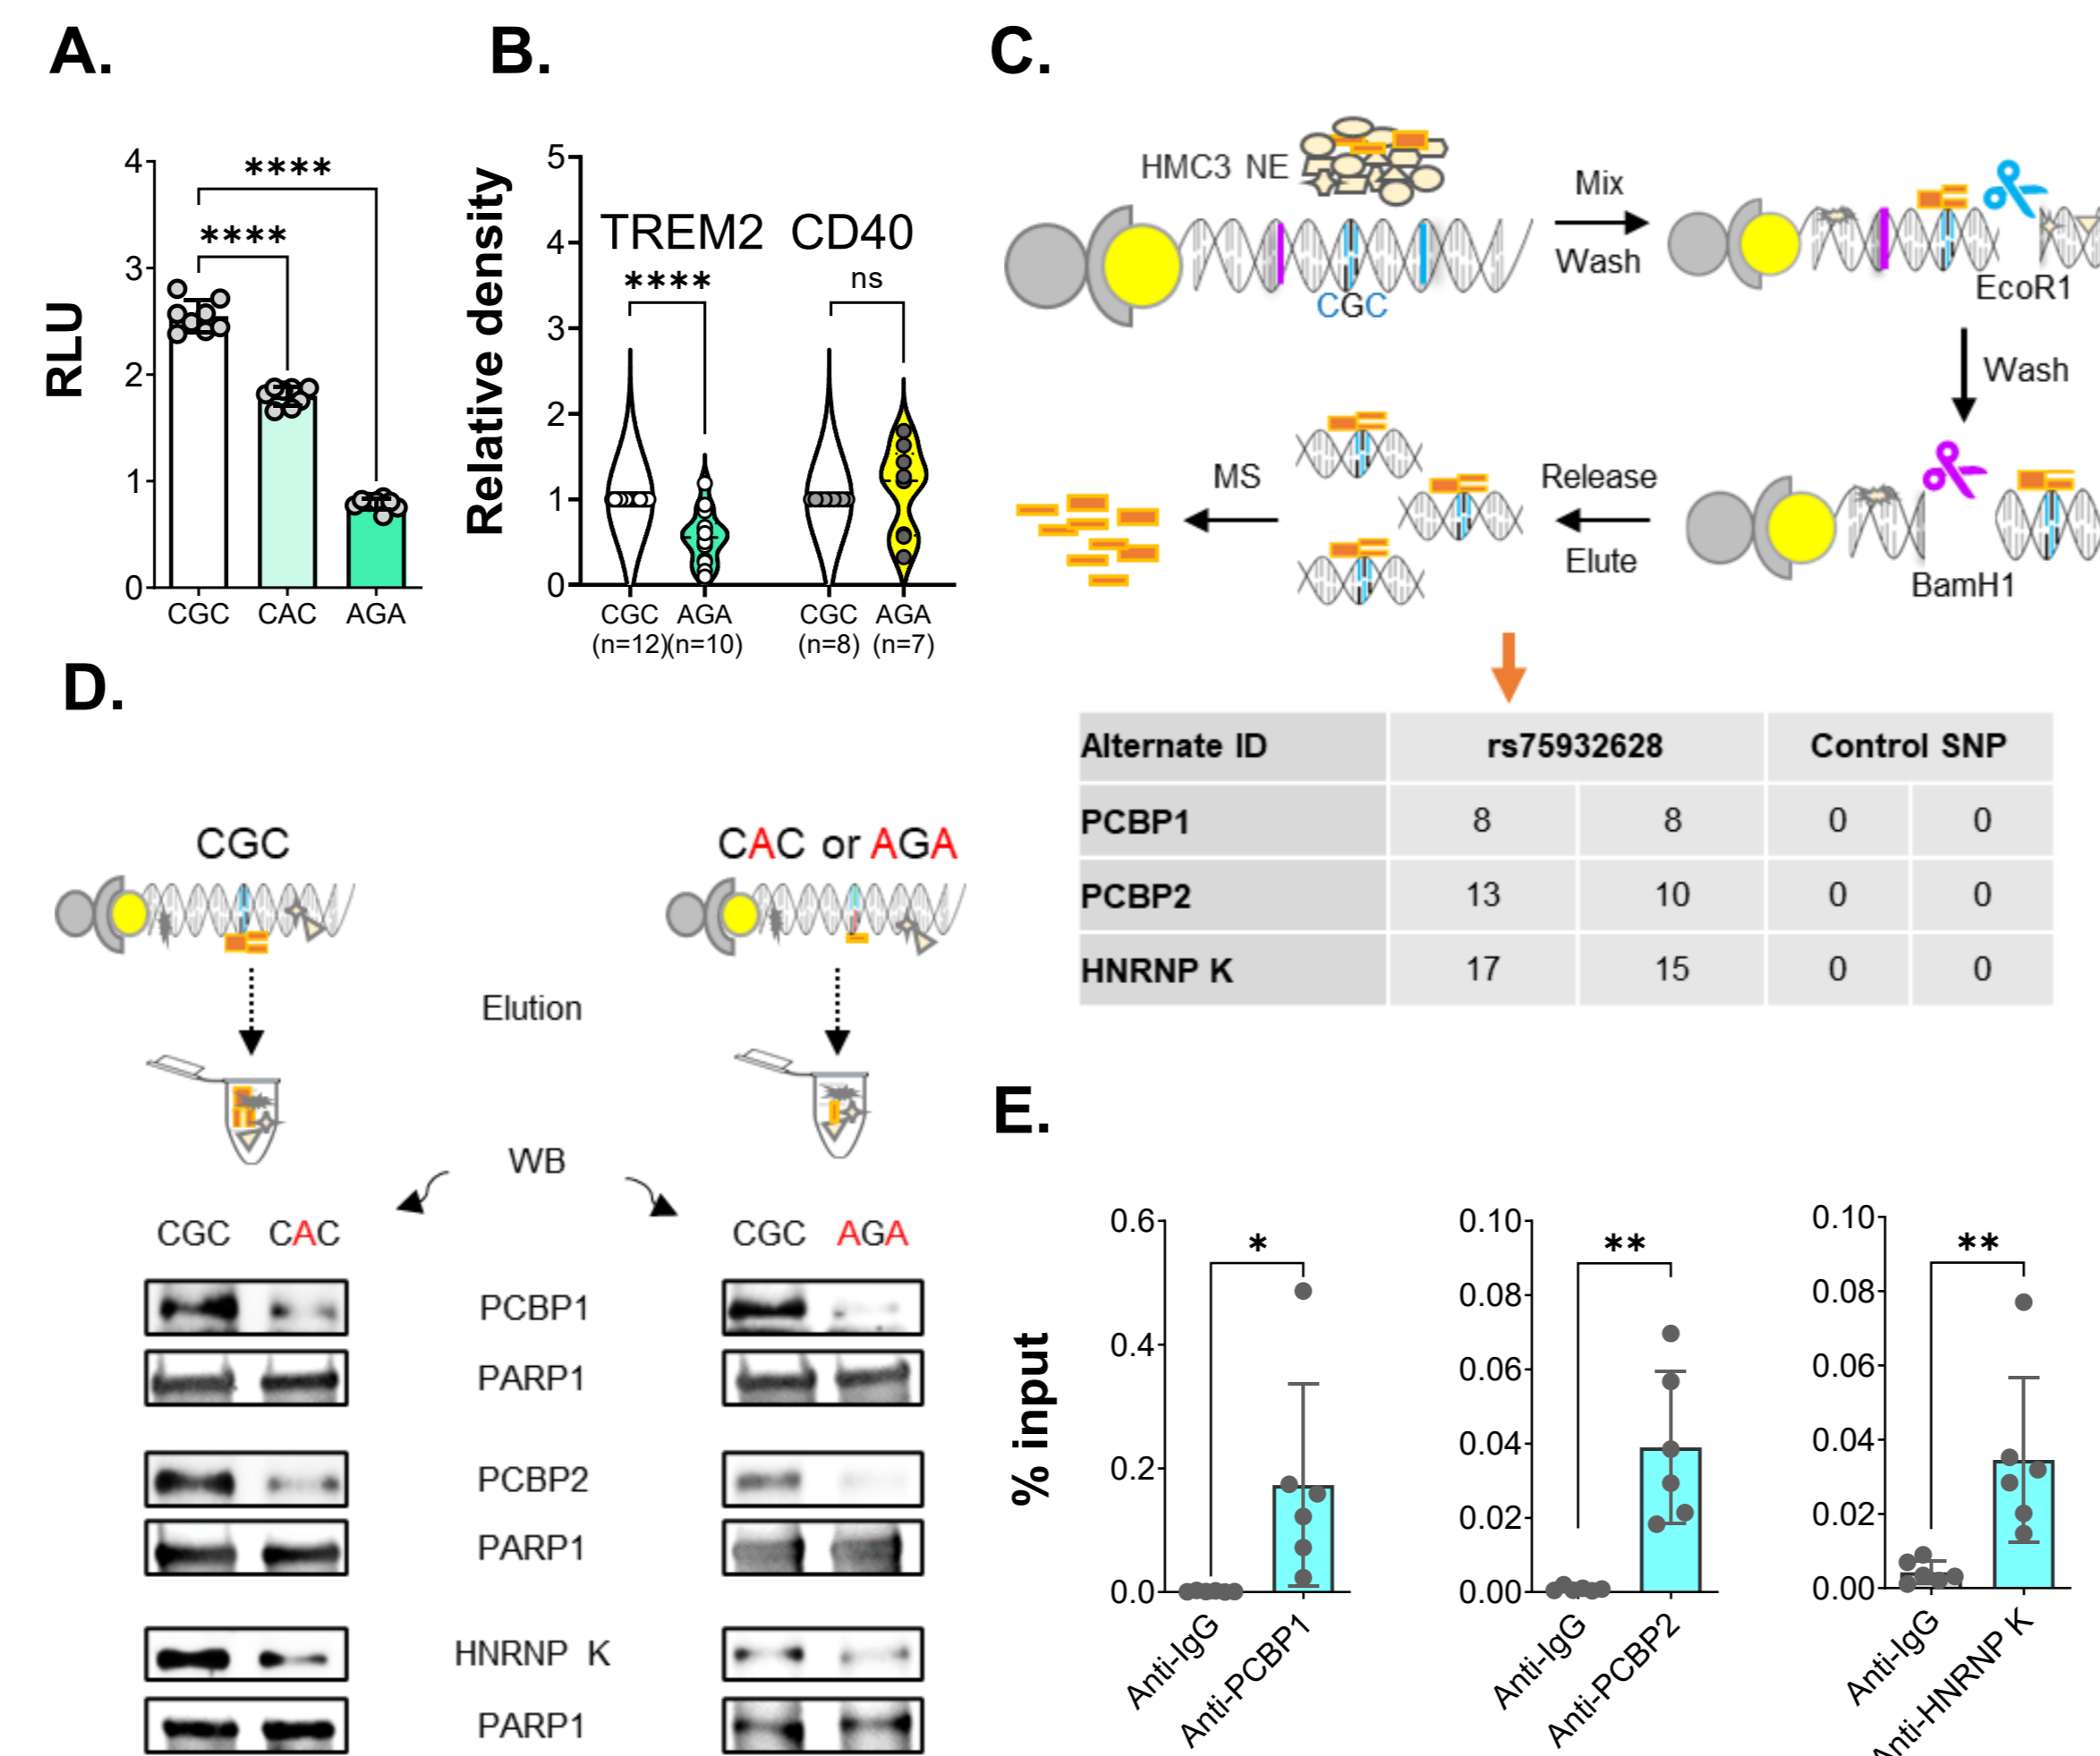 A.
RLU
4
3
2
1
0
****
****
CGC CAC AGA
B.
Relative density
5
4
3
2
1
0
TREM2 CD40
**** ns
CGC AGA CGC AGA
(n=12)(n=10) (n=8) (n=7)
C.
HMC3 NE
CGC
Mix
Wash
EcoR1
Wash
BamH1
Release
Elute
MS
Alternate ID rs75932628 Control SNP
PCBP1 8 8 0 0
PCBP2 13 10 0 0
HNRNP K 17 15 0 0
D.
CGC CAC or AGA
Elution
WB
CGC CAC CGC AGA
PCBP1
PARP1
PCBP2
PARP1
HNRNP K
PARP1
E.
% input
0.6
0.4
0.2
0.0
*
Anti-IgG
Anti-PCBP1
0.10
0.08
0.06
0.04
0.02
0.00
**
Anti-IgG
Anti-PCBP2
0.10
0.08
0.06
0.04
0.02
0.00
**
Anti-IgG
Anti-HNRNP K